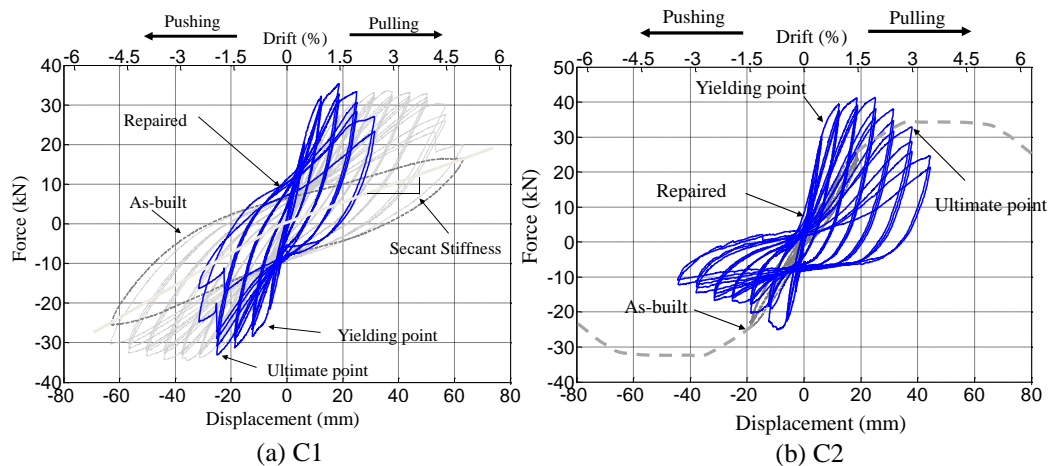 Pushing Pulling
Drift (%)
-6 -4.5 -3 -1.5 0 1.5 3 4.5 6
40
30
20
10
0
-10
-20
-30
-40
Force (kN)
Repaired
As-built
Secant Stiffness
Yielding point
Ultimate point
-80 -60 -40 -20 0 20 40 60 80
Displacement (mm)
(a) C1
Pushing Pulling
Drift (%)
-6 -4.5 -3 -1.5 0 1.5 3 4.5 6
50
40
30
20
10
0
-10
-20
-30
-40
Force (kN)
Yielding point
Repaired
Ultimate point
As-built
-80 -60 -40 -20 0 20 40 60 80
Displacement (mm)
(b) C2